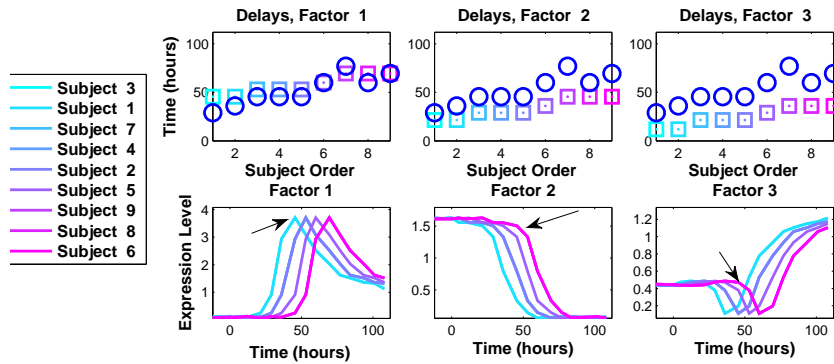 Delays, Factor 1
Delays, Factor 2
Delays, Factor 3
Time (hours)
100
50
0
2 4 6 8
Subject Order
100
50
0
2 4 6 8
Subject Order
100
50
0
2 4 6 8
Subject Order
Subject 3
Subject 1
Subject 7
Subject 4
Subject 2
Subject 5
Subject 9
Subject 8
Subject 6
Factor 1
Expression Level
4
3
2
1
0 50 100
Time (hours)
Factor 2
1.5
1
0.5
0
0 50 100
Time (hours)
Factor 3
1.2
1
0.8
0.6
0.4
0.2
0 50 100
Time (hours)